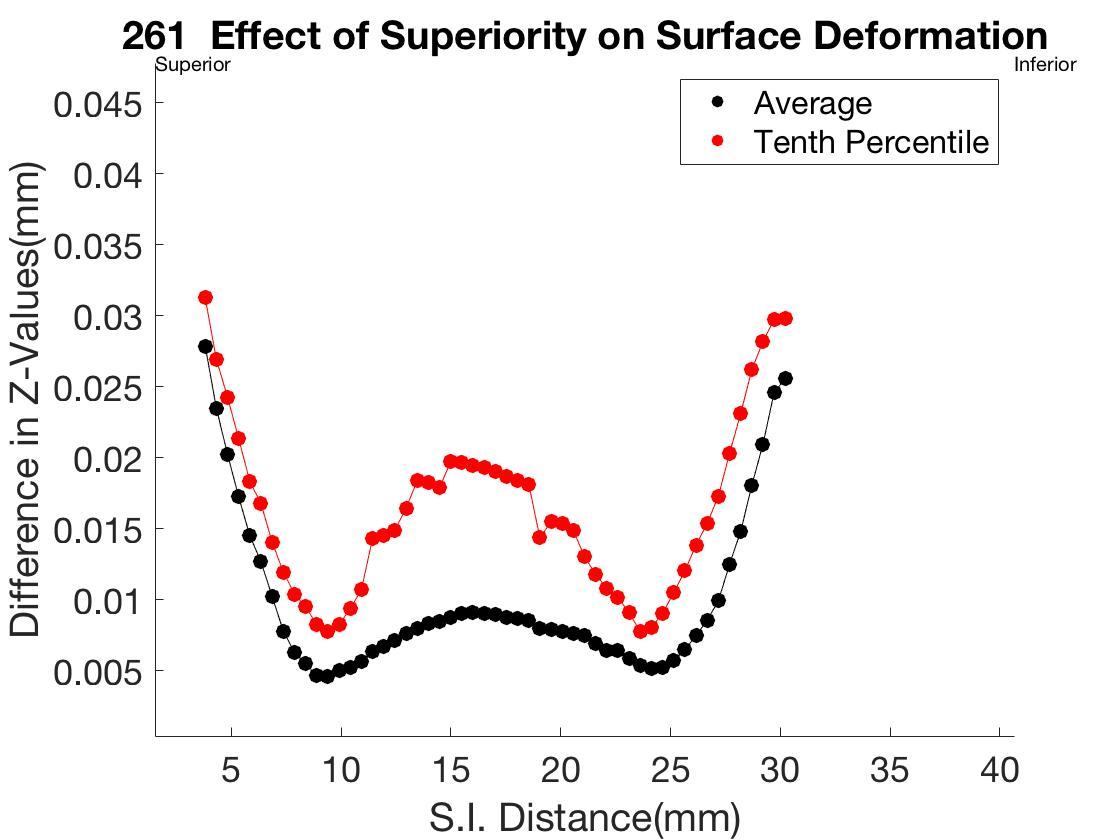 261  Effect of Superiority on Surface Deformation
Superior
Inferior
Average
Tenth Percentile
0.045
0.04
0.035
0.03
0.025
0.02
0.015
0.01
0.005
Difference in Z-Values(mm)
5 10 15 20 25 30 35 40
S.I. Distance(mm)